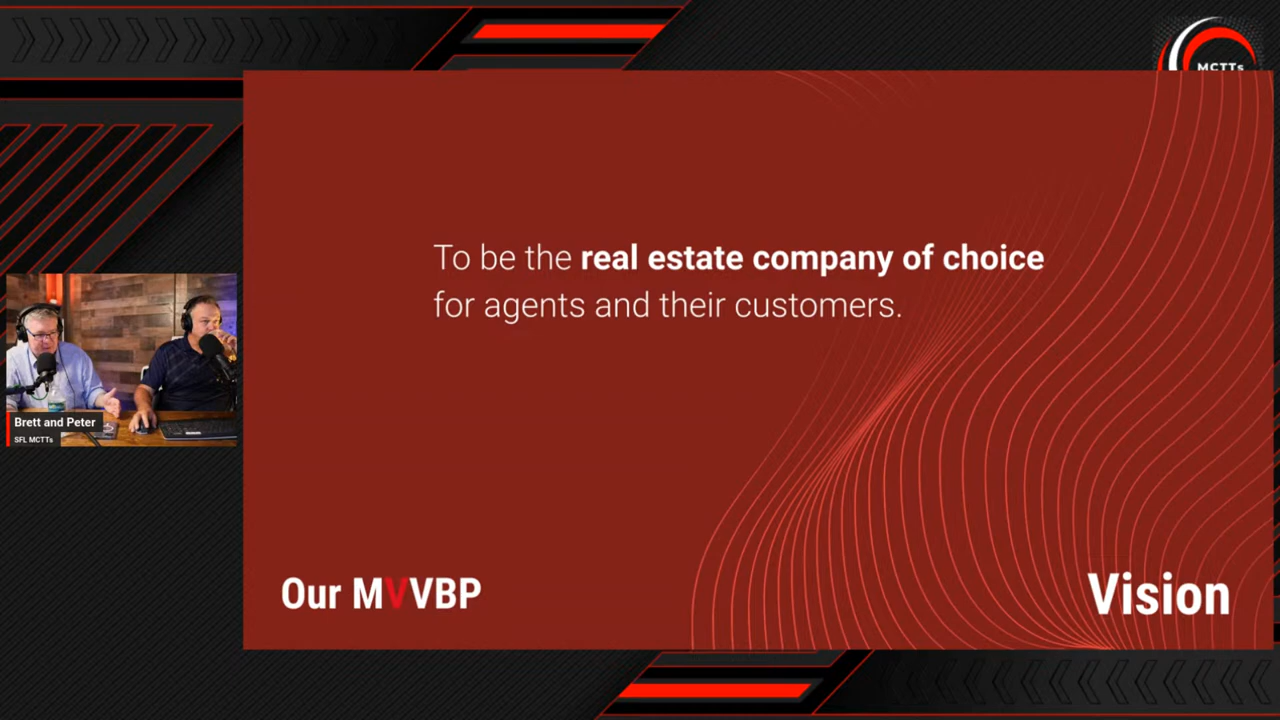 MCTTs
To be the real estate company of choice
for agents and their customers.
Brett and Peter
SFL MCTTs
Our MVVBP
Vision